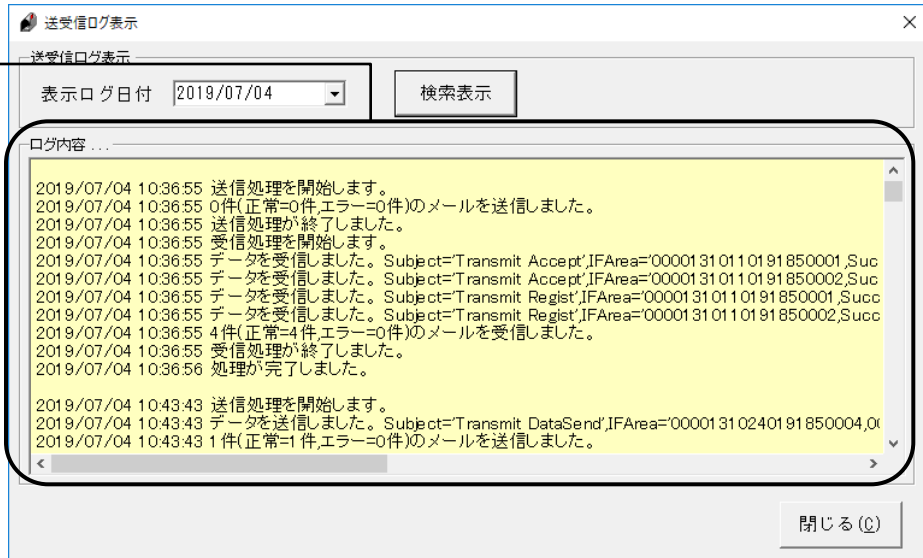 送受信ログ表示
送受信ログ表示
表示ログ日付 2019/07/04 検索表示
ログ内容 ...
2019/07/04 10:36:55 送信処理を開始します。
2019/07/04 10:36:55 0件(正常=0件,エラー=0件)のメールを送信しました。
2019/07/04 10:36:55 送信処理が終了しました。
2019/07/04 10:36:55 受信処理を開始します。
2019/07/04 10:36:55 データを受信しました。Subject='Transmit Accept',IFArea='00001310110191850001,Succ
2019/07/04 10:36:55 データを受信しました。Subject='Transmit Accept',IFArea='00001310110191850002,Suc
2019/07/04 10:36:55 データを受信しました。Subject='Transmit Regist',IFArea='00001310110191850001,Succ
2019/07/04 10:36:55 データを受信しました。Subject='Transmit Regist',IFArea='00001310110191850002,Succ
2019/07/04 10:36:55 4件(正常=4件,エラー=0件)のメールを受信しました。
2019/07/04 10:36:55 受信処理が終了しました。
2019/07/04 10:36:56 処理が完了しました。
2019/07/04 10:43:43 送信処理を開始します。
2019/07/04 10:43:43 データを送信しました。Subject='Transmit DataSend',IFArea='00001310240191850004,0(
2019/07/04 10:43:43 1件(正常=1件,エラー=0件)のメールを送信しました。
閉じる(C)